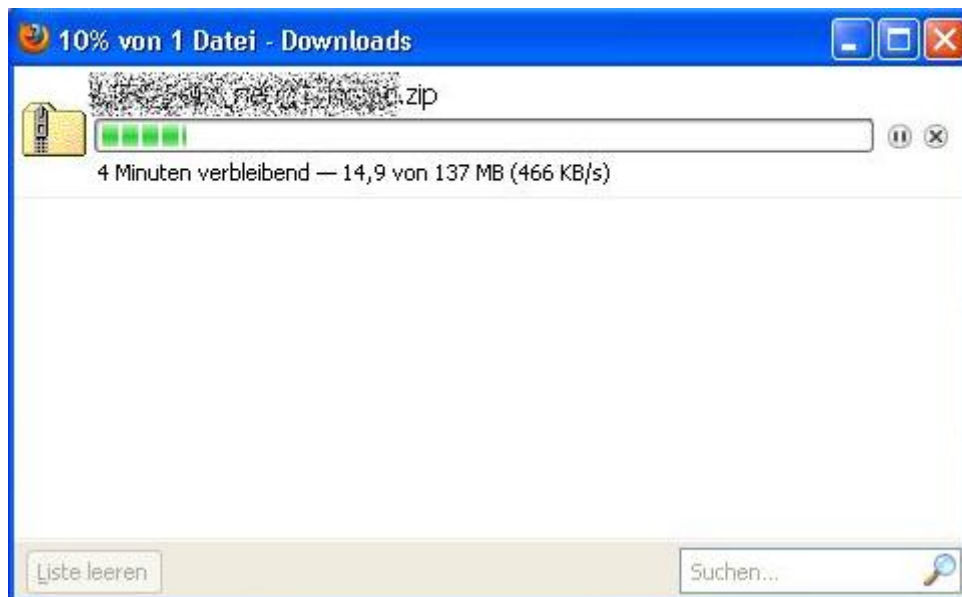 10% von 1 Datei - Downloads
.zip
4 Minuten verbleibend — 14,9 von 137 MB (466 KB/s)
Liste leeren
Suchen...